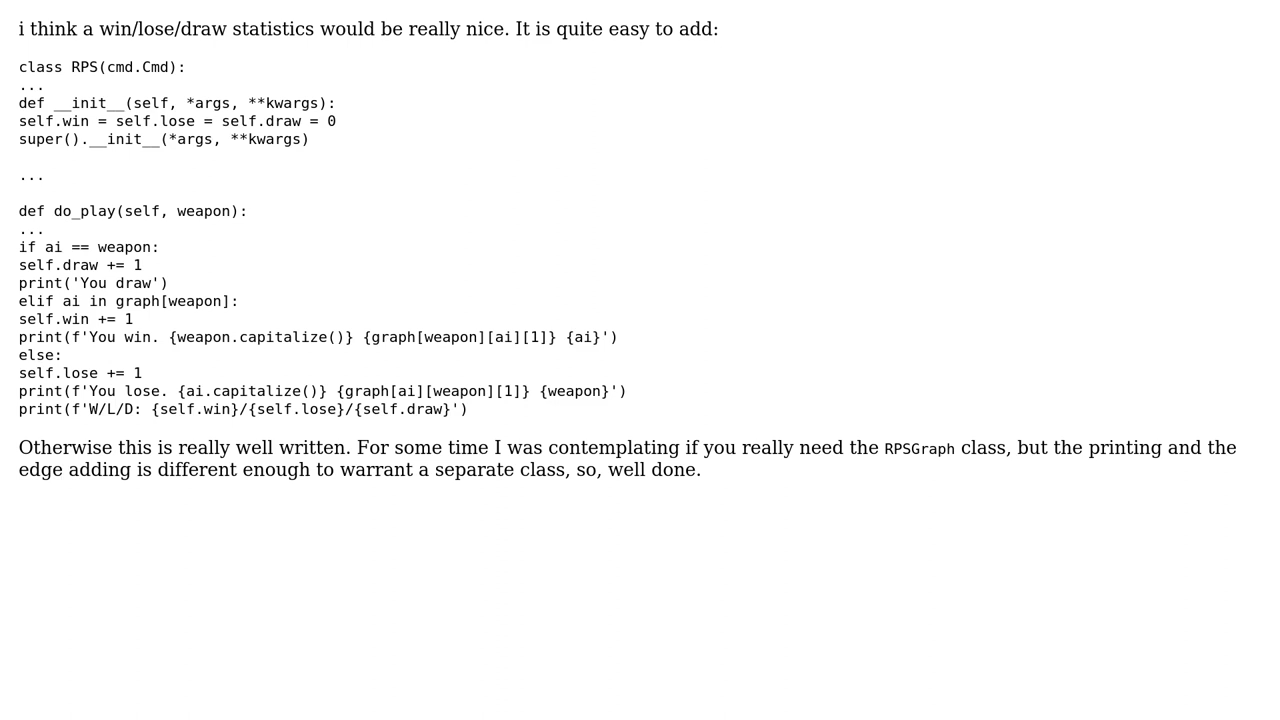 i think a win/lose/draw statistics would be really nice. It is quite easy to add:
class RPS(cmd.Cmd):
...
def __init__(self, *args, **kwargs):
self.win = self.lose = self.draw = 0
super().__init__(*args, **kwargs)
...
def do_play(self, weapon):
...
if ai == weapon:
self.draw += 1
print('You draw')
elif ai in graph[weapon]:
self.win += 1
print(f'You win. {weapon.capitalize()} {graph[weapon][ai][1]} {ai}')
else:
self.lose += 1
print(f'You lose. {ai.capitalize()} {graph[ai][weapon][1]} {weapon}')
print(f'W/L/D: {self.win}/{self.lose}/{self.draw}')
Otherwise this is really well written. For some time I was contemplating if you really need the RPSGraph class, but the printing and the
edge adding is different enough to warrant a separate class, so, well done.